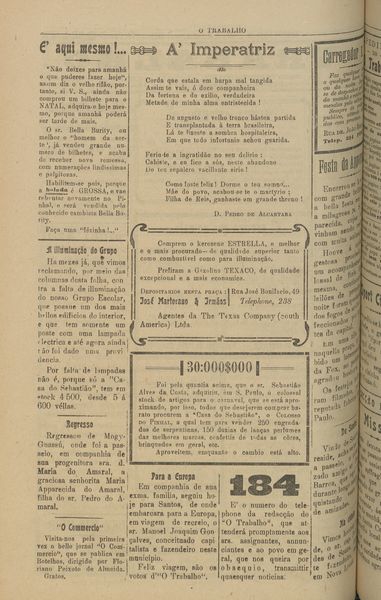 O TRABALHO
E' aqui mesmo!...
"Não deixes para amanhã
o que puderes fazer hoje",
assim diz o velho rifão, por-
tanto, si V. S., ainda não
comprou um bilhete para o
NATAL, adquira-o hoje mes-
mo, porque amanhã poderá
ser tarde de mais.
O sr. Bella Burity, ou
melhor o "homem da sor-
te", já vendeu grande nu-
mero de bilhetes, e acaba
de receber nova remessa,
com numerações lindissimas
e palpitosas.
Habilitem-se pois, porque
a bolada é GROSSA, e vae
rebentar novamente no Pi-
nhal, e será vendida pelo
conhecido cambista Bella Bu-
rity.
Faça uma "fézinha!..."
A Illuminação do Grupo
Ha mezes já, que vimos
reclamando, por meio das
columnas desta folha, con-
tra a falta de illuminação
do nosso Grupo Escolar,
que possue um dos mais
bellos edificios do interior,
e que tem somente um
poste com uma lampada
electrica e até agora ainda
não foi dado uma provi
dencia.
Por falta de lampadas
não é, porque só a "Ca-
sa do Sebastião", tem em
stock 4.500, desde 5 á
600 véllas.
Regresso
Regressou de Mogy-
Guassú, onde foi a pas-
seio, em companhia de
sua progenitora sra. d.
Maria do Amaral, a
graciosa senhorita Maria
Apparecida do Amaral,
filha do sr. Pedro do A-
maral.
"O Commercio"
Visita-nos pela primeira
vez o bello jornal "O Com-
mercio", que se publica em
Botelhos, dirigido por Flo-
riano Peixoto de Almeida.
Gratos.
A' Imperatriz
Corda que estala em harpa mal tangida
Assim te vais, ó doce companheira
Da fortuna e do exilio, verdadeira
Metade de minha alma entristecida!
De augusto e velho tronco hástea partida
E transplantada á terra brasileira,
Lá te fizeste a sombra hospitaleira,
Em que todo infortunio achou guarida.
Feriu-te a ingratidão no seu delirio;
Cahiste, e eu fico a sós, neste abandono
Do teu sepulcro vacillante cirio!
Como foste feliz! Dorme o teu somno...
Mãe do povo, acabou-se te o martyrio;
Filha de Reis, ganhaste em grande throno!
D. PEDRO DE ALCANTARA
Comprem o kerozene ESTRELLA, o melhor
e o mais procurado—de qualidade superior tanto
como combustivel como para illuminação.
Prefiram a Gazolina TEXACO, de qualidade
excepcional e a mais economica.
DEPOSITARIOS NESTA PRAÇA: Rua José Bonifacio, 49
José Martorano & Irmãos Telephone, 238
Agentes da The Texas Company (south
America) Ltda.
30:000$000
Foi pela quantia acima, que o sr. Sebastião
Alves da Costa, adquiriu, em S. Paulo, o colossal
stock de artigos para o carnaval, que se está apro-
ximando, por isso, todos que desejarem comprar ba-
rato procurem a "Casa do Sebastião", o Colosso
do Pinhal, a qual tem para vender 250 engrada-
dos de serpentinas, 150 duzias de lanças perfumes
das melhores marcas, confettis de todas as côres,
brinquedos em geral, etc.
Aproveitem, emquanto o cambio está alto.
Para a Europa
Em companhia de sua
exma. familia, seguiu ho-
je para Santos, de onde
embarcará para a Europa,
em viagem de recreio, o
sr. Manoel Joaquim Gon
çalves, conceituado capi-
talista e fazendeiro neste
municipio.
Feliz viagem, são os
votos d'"O Trabalho".
184
E' o numero do tele-
phone da redacção do
"O Trabalho", que at-
tenderá promptamente aos
srs. assignantes, annun-
ciantes e ao povo em ge-
ral, que nos queira por
obsequio, transmittir
quaesquer noticias.